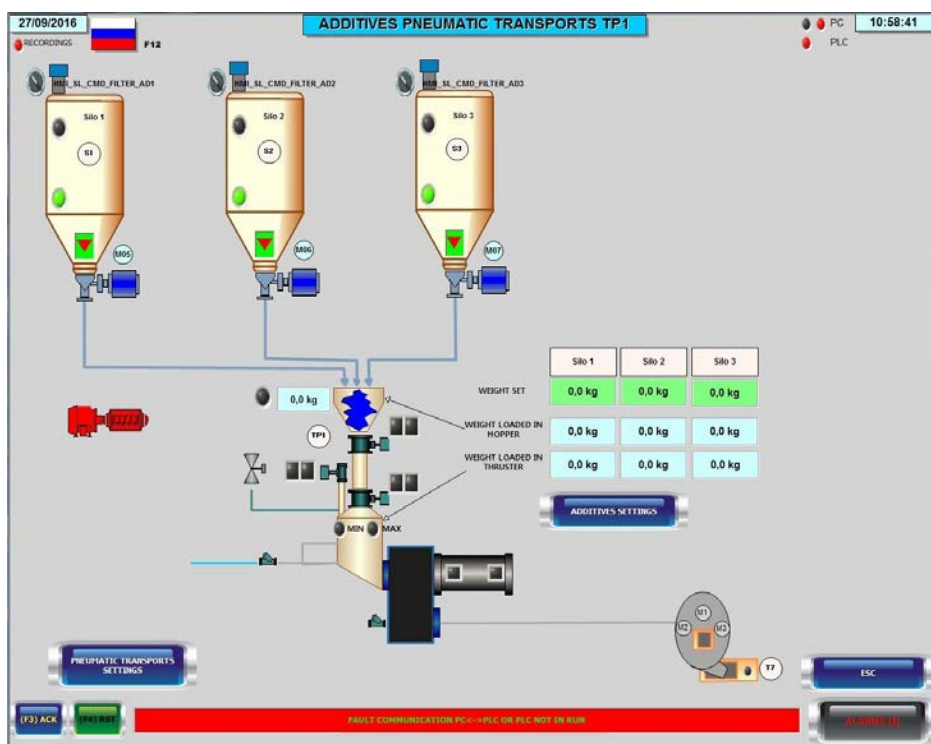 27/09/2016
ADDITIVES PNEUMATIC TRANSPORTS TP1
PC
10:58:41
RECORDINGS
F12
PLC
HMI_SL_CMD_FILTER_AD1
HMI_SL_CMD_FILTER_AD2
HMI_SL_CMD_FILTER_AD3
Silo 1
Silo 2
Silo 3
S1
S2
S3
M05
M06
M07
Silo 1
Silo 2
Silo 3
WEIGHT SET
0,0 kg
0,0 kg
0,0 kg
0,0 kg
WEIGHT LOADED IN
HOPPER
0,0 kg
0,0 kg
0,0 kg
TP1
WEIGHT LOADED IN
THRUSTER
0,0 kg
0,0 kg
0,0 kg
ADDITIVES SETTINGS
MIN
MAX
M1
M2
M3
T7
PNEUMATIC TRANSPORTS
SETTINGS
ESC
(F3) ACK
(F4) RST
FAULT COMMUNICATION PC<->PLC OR PLC NOT IN RUN